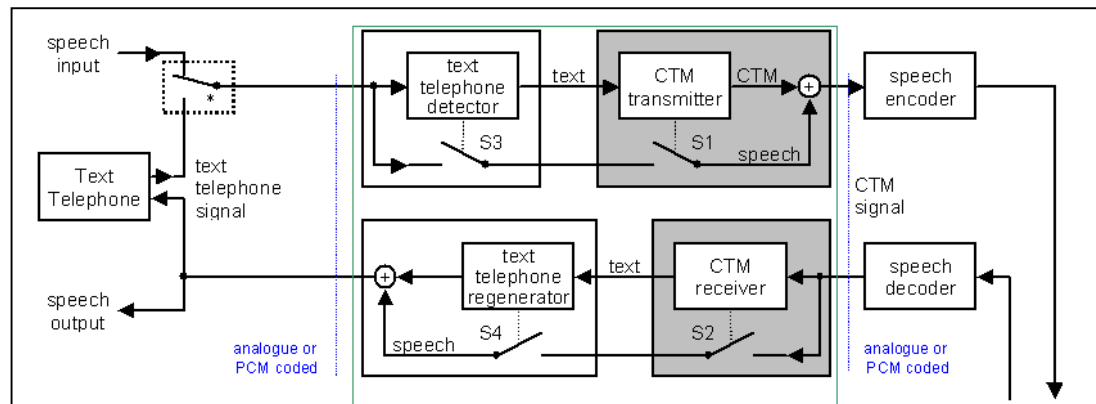 speech
input
*
Text
Telephone
text
telephone
signal
speech
output
analogue or
PCM coded
text
telephone
detector
S3
text
CTM
transmitter
CTM
+
S1
speech
speech
encoder
CTM
signal
text
telephone
regenerator
+
speech
S4
text
CTM
receiver
S2
speech
decoder
analogue or
PCM coded